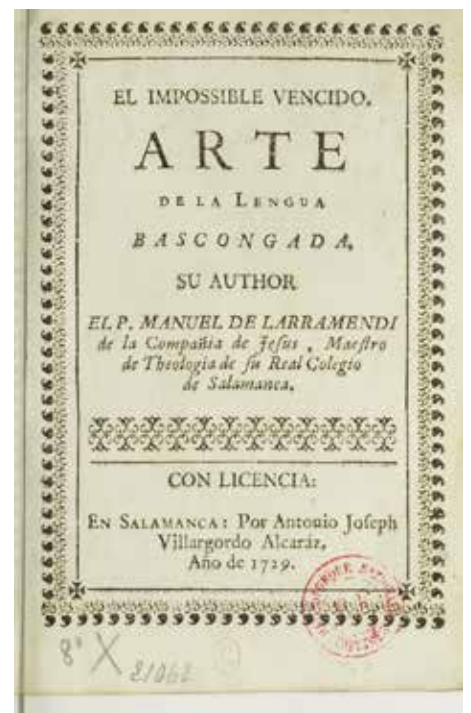 EL IMPOSSIBLE VENCIDO.
ARTE
DE LA LENGUA
BASCONGADA.
SU AUTHOR
EL P. MANUEL DE LARRAMENDI
de la Compañia de Jesus, Maestro
de Theologia de su Real Colegio
de Salamanca.
CON LICENCIA:
EN SALAMANCA: Por Antonio Joseph
Villargordo Alcaráz,
Año de 1729.
8° X
21062